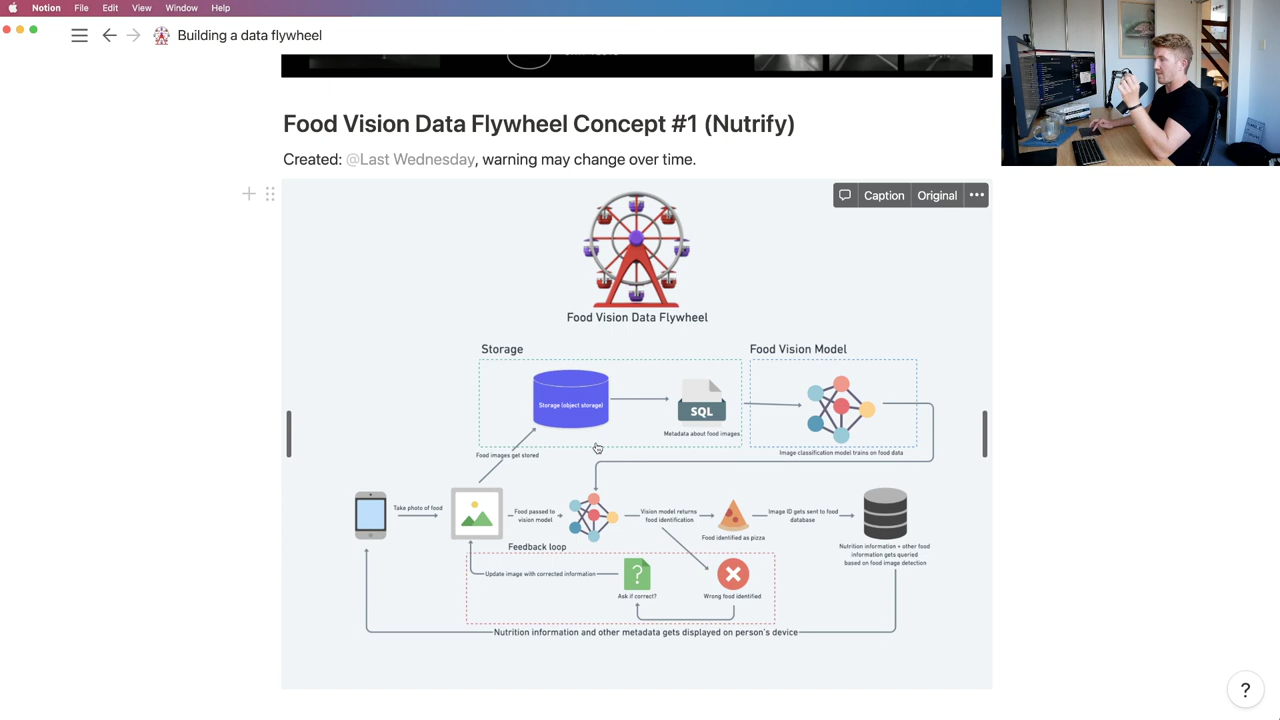 Notion File Edit View Window Help
Building a data flywheel
Food Vision Data Flywheel Concept #1 (Nutrify)
Created: @Last Wednesday, warning may change over time.
Caption Original
Food Vision Data Flywheel
Storage
Food Vision Model
Storage (object storage)
SQL
Metadata about food images
Food images get stored
Image classification model trains on food data
Take photo of food
Food passed to
vision model
Vision model returns
food identification
Food identified as pizza
Image ID gets sent to food
database
Nutrition information + other food
information gets queried
based on food image detection
Feedback loop
Update image with corrected information
?
Ask if correct?
Wrong food identified
Nutrition information and other metadata gets displayed on person's device
?